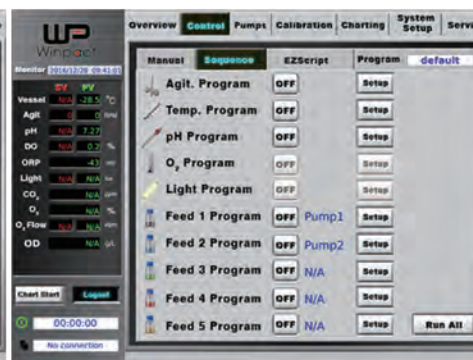 WP
Winpact
Monitor 2016/12/28 09:41:01
SV PV
Vessel N/A -28.5 °C
Agit 0 0 RPM
pH N/A 7.27
DO N/A 0.2 %
ORP -43
Light N/A N/A
CO₂ N/A
O₂ N/A %
O₂ Flow N/A N/A
OD N/A
Chart Start Logout
00:00:00
No connection
Overview Control Pumps Calibration Charting System Setup Servi
Manual Sequence EZScript Program default
Agit. Program OFF Setup
Temp. Program OFF Setup
pH Program OFF Setup
O₂ Program OFF Setup
Light Program OFF Setup
Feed 1 Program OFF Pump1 Setup
Feed 2 Program OFF Pump2 Setup
Feed 3 Program OFF N/A Setup
Feed 4 Program OFF N/A Setup
Feed 5 Program OFF N/A Setup Run All